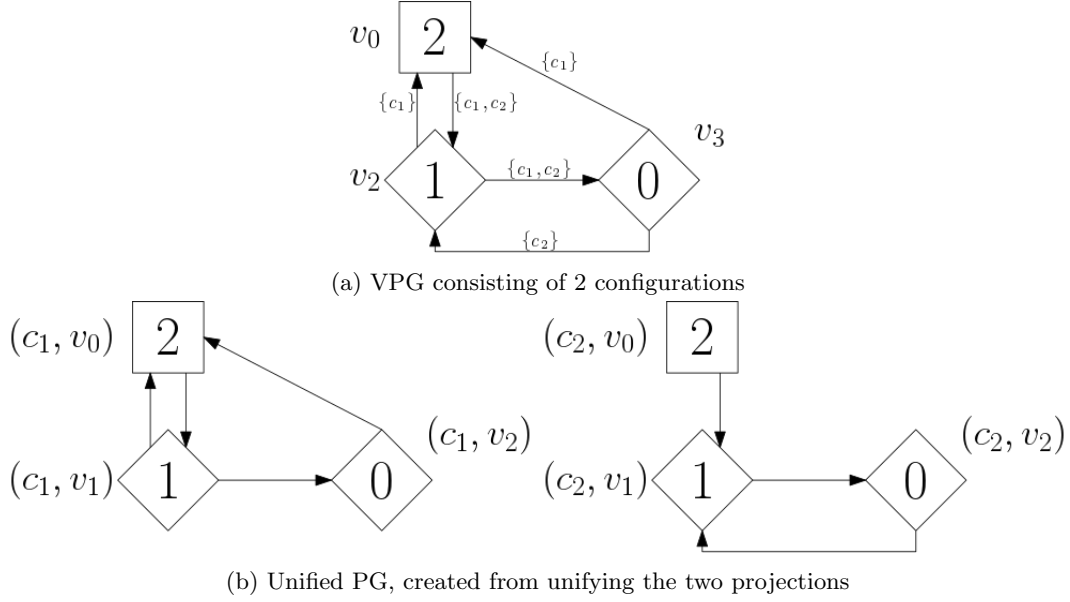 v₀ 2 {c₁}
{c₁} {c₁,c₂} v₃
v₂ 1 {c₁,c₂} 0
{c₂}
(a) VPG consisting of 2 configurations
(c₁, v₀) 2 (c₂, v₀) 2
(c₁, v₂) (c₂, v₂)
(c₁, v₁) 1 0 (c₂, v₁) 1 0
(b) Unified PG, created from unifying the two projections